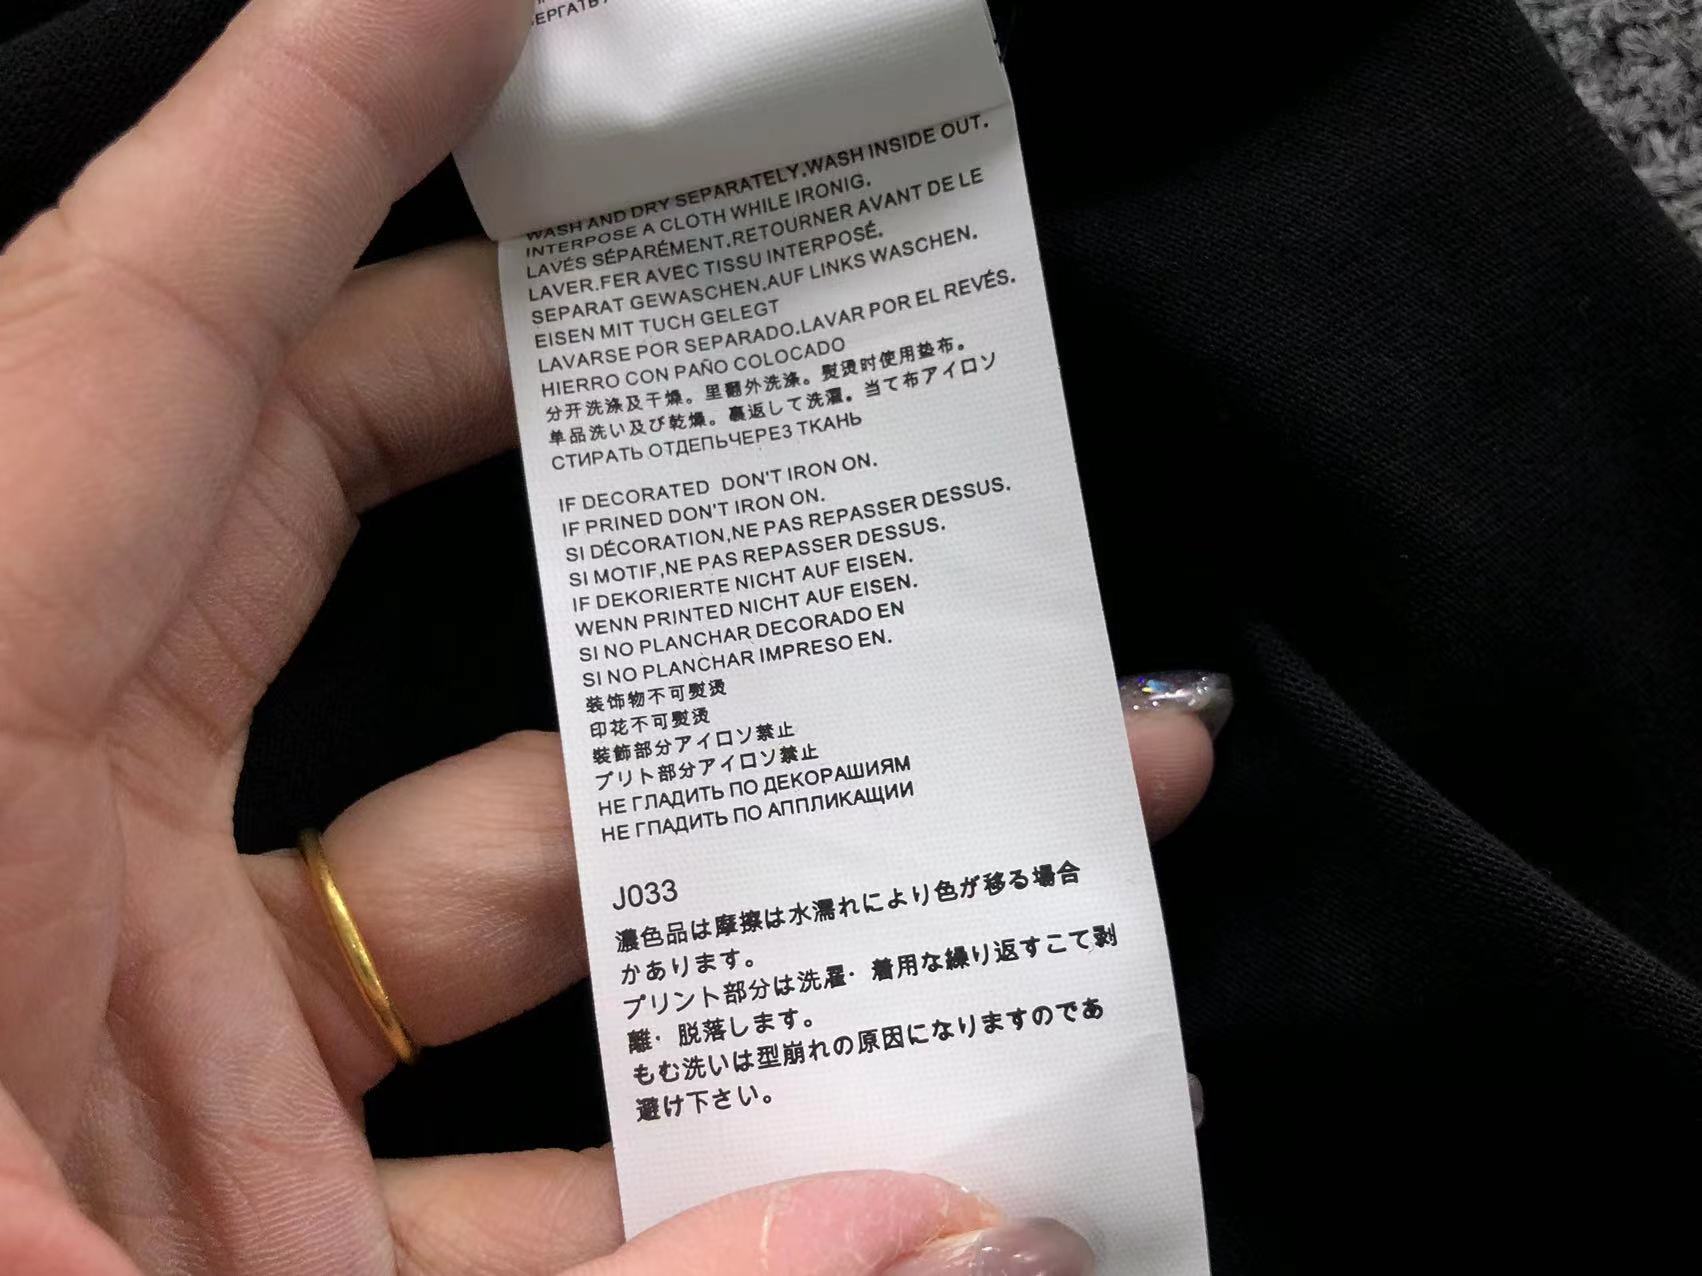 ЕРГАТЬ
WASH AND DRY SEPARATELY.WASH INSIDE OUT.
INTERPOSE A CLOTH WHILE IRONIG.
LAVÉS SÉPARÉMENT.RETOURNER AVANT DE LE
LAVER.FER AVEC TISSU INTERPOSÉ.
SEPARAT GEWASCHEN.AUF LINKS WASCHEN.
EISEN MIT TUCH GELEGT
LAVARSE POR SEPARADO.LAVAR POR EL REVÉS.
HIERRO CON PAÑO COLOCADO
分开洗涤及干燥。里翻外洗涤。熨烫时使用垫布。
单品洗い及び乾燥。裏返して洗濯。当て布アイロソ
СТИРАТЬ ОТДЕПЬЧЕРЕЗ ТКАНЬ
IF DECORATED DON'T IRON ON.
IF PRINED DON'T IRON ON.
SI DÉCORATION,NE PAS REPASSER DESSUS.
SI MOTIF,NE PAS REPASSER DESSUS.
IF DEKORIERTE NICHT AUF EISEN.
WENN PRINTED NICHT AUF EISEN.
SI NO PLANCHAR DECORADO EN
SI NO PLANCHAR IMPRESO EN.
装饰物不可熨烫
印花不可熨烫
裝飾部分アイロソ禁止
プリト部分アイロソ禁止
НЕ ГЛАДИТЬ ПО ДЕКОРАШИЯМ
НЕ ГПАДИТЬ ПО АППЛИКАЩИИ
J033
濃色品は摩擦は水濡れにより色が移る場合
かあります。
プリント部分は洗濯·着用な繰り返すこて剥
離·脱落します。
もむ洗いは型崩れの原因になりますのであ
避け下さい。